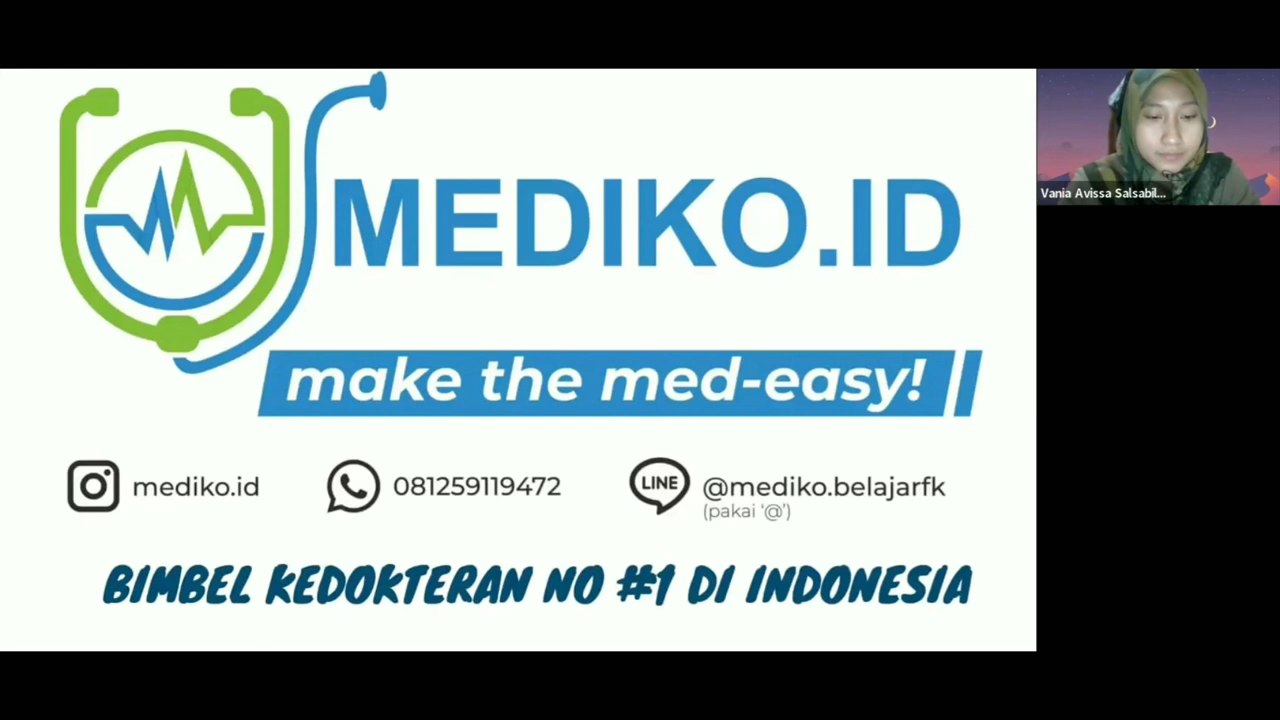 MEDIKO.ID
make the med-easy!
mediko.id
081259119472
LINE
@mediko.belajarfk
(pakai '@')
BIMBEL KEDOKTERAN NO #1 DI INDONESIA
Vania Avissa Salsabil...